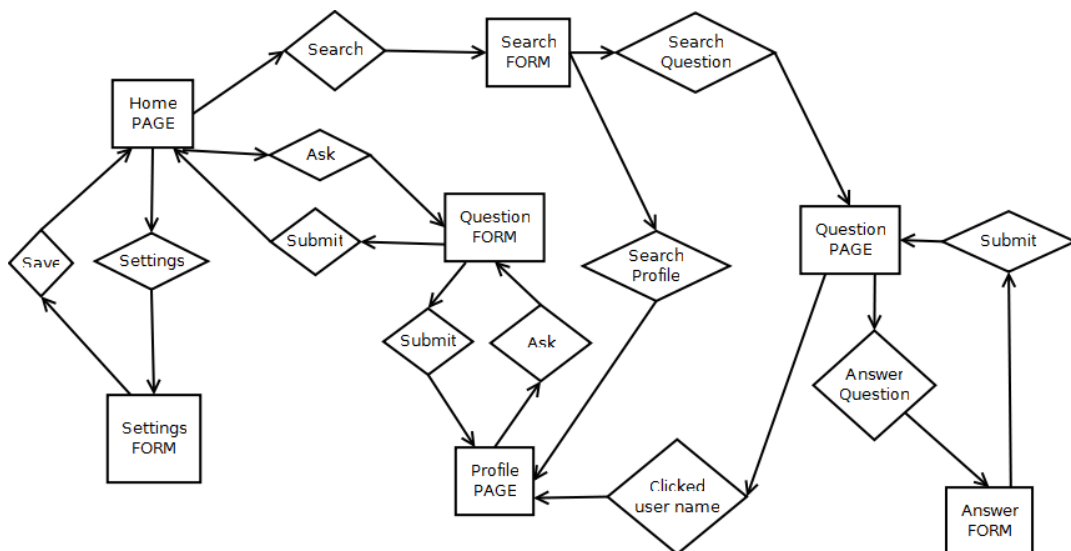 Search
Search
FORM
Search
Question
Home
PAGE
Ask
Question
FORM
Submit
Question
PAGE
Submit
Save
Settings
Search
Profile
Submit
Ask
Answer
Question
Settings
FORM
Profile
PAGE
Clicked
user name
Answer
FORM